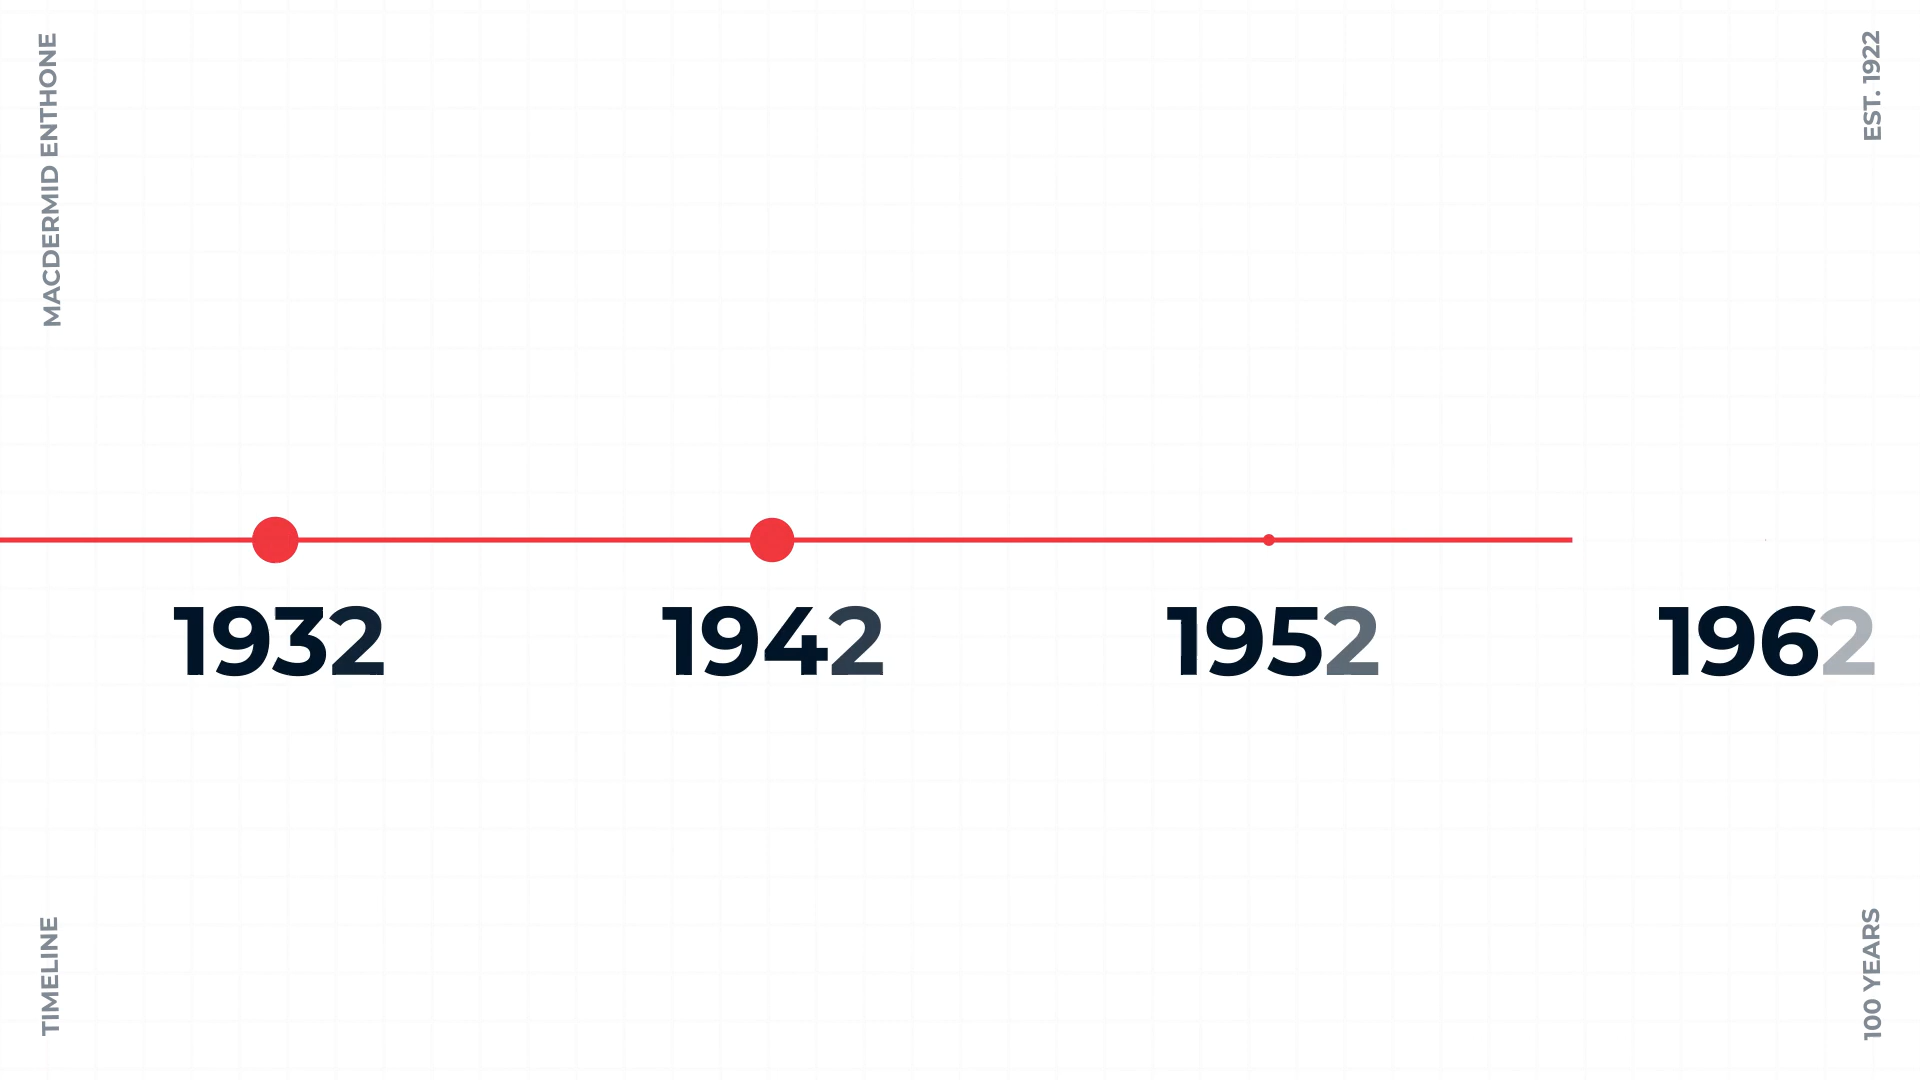 MACDERMID ENTHONE
EST. 1922
1932
1942
1952
1962
TIMELINE
100 YEARS